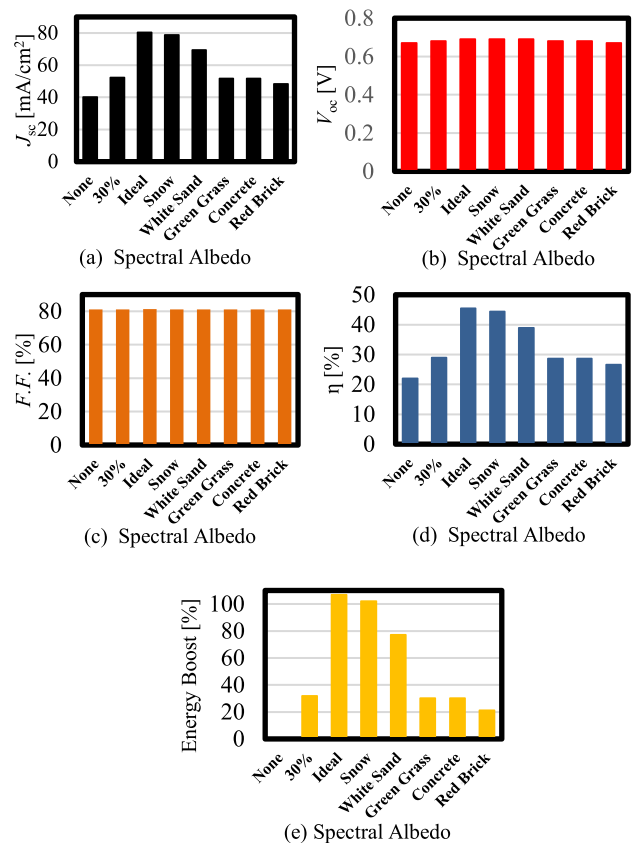 80
60
40
20
0
J_sc [mA/cm²]
None
30%
Ideal
Snow
White Sand
Green Grass
Concrete
Red Brick
(a) Spectral Albedo
0.8
0.6
0.4
0.2
0
V_oc [V]
None
30%
Ideal
Snow
White Sand
Green Grass
Concrete
Red Brick
(b) Spectral Albedo
80
60
40
20
0
F.F. [%]
None
30%
Ideal
Snow
White Sand
Green Grass
Concrete
Red Brick
(c) Spectral Albedo
50
40
30
20
10
0
η [%]
None
30%
Ideal
Snow
White Sand
Green Grass
Concrete
Red Brick
(d) Spectral Albedo
100
80
60
40
20
0
Energy Boost [%]
None
30%
Ideal
Snow
White Sand
Green Grass
Concrete
Red Brick
(e) Spectral Albedo